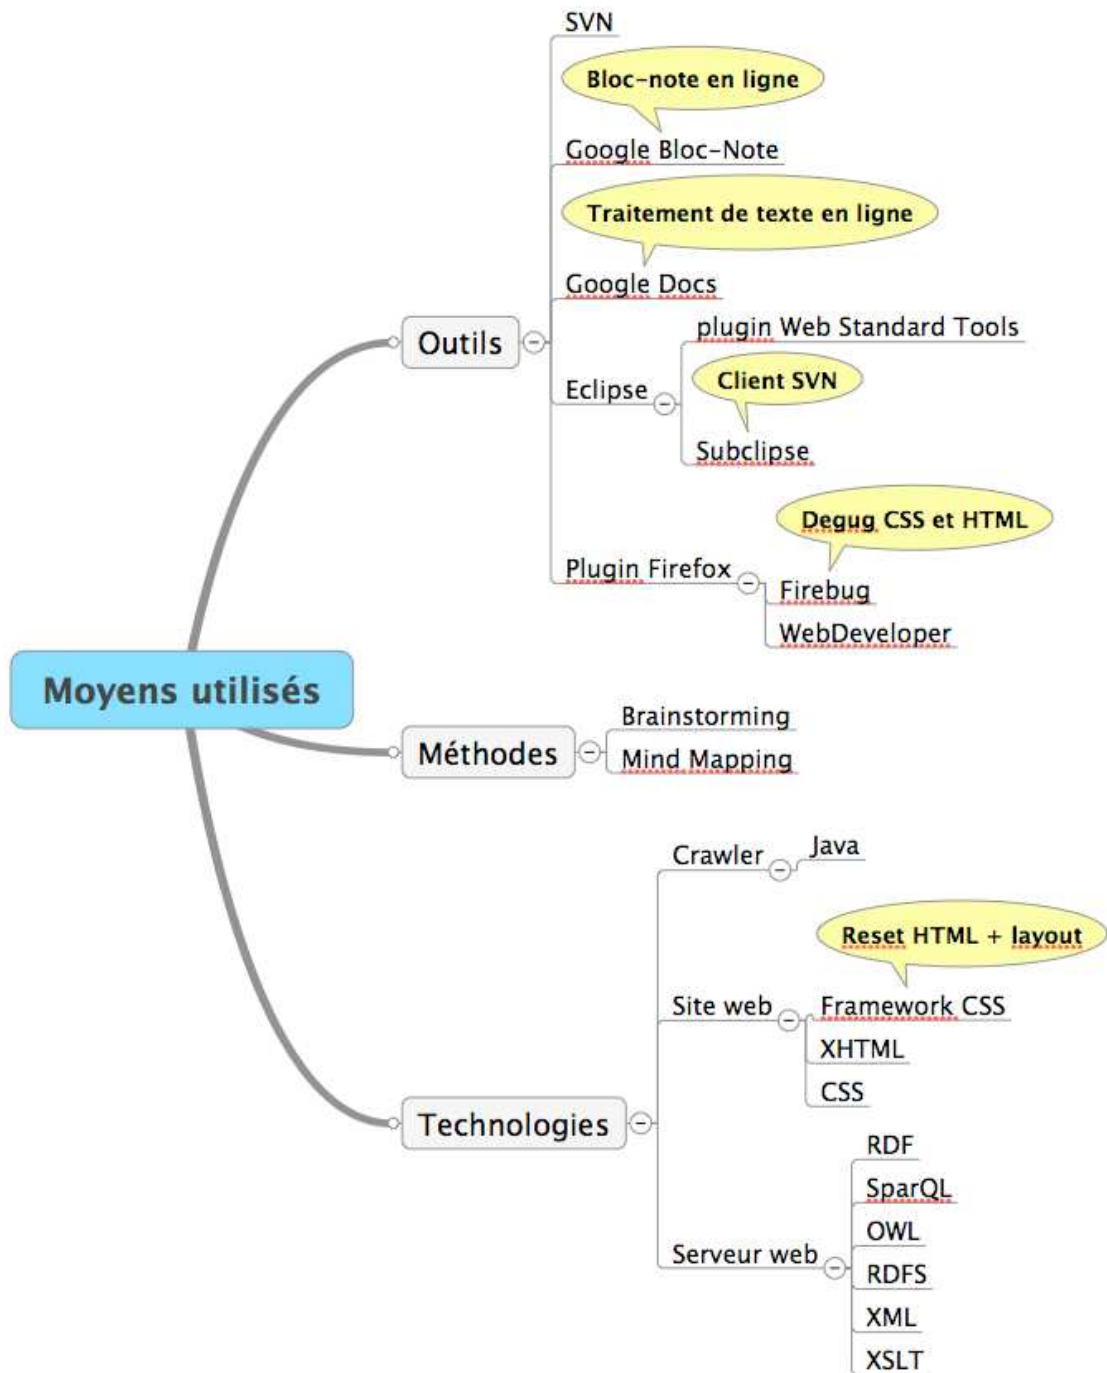 SVN
Bloc-note en ligne
Google Bloc-Note
Traitement de texte en ligne
Google Docs
Outils
plugin Web Standard Tools
Client SVN
Eclipse
Subclipse
Degug CSS et HTML
Plugin Firefox
Firebug
WebDeveloper
Moyens utilisés
Méthodes
Brainstorming
Mind Mapping
Technologies
Crawler
Java
Reset HTML + layout
Site web
Framework CSS
XHTML
CSS
Serveur web
RDF
SparQL
OWL
RDFS
XML
XSLT